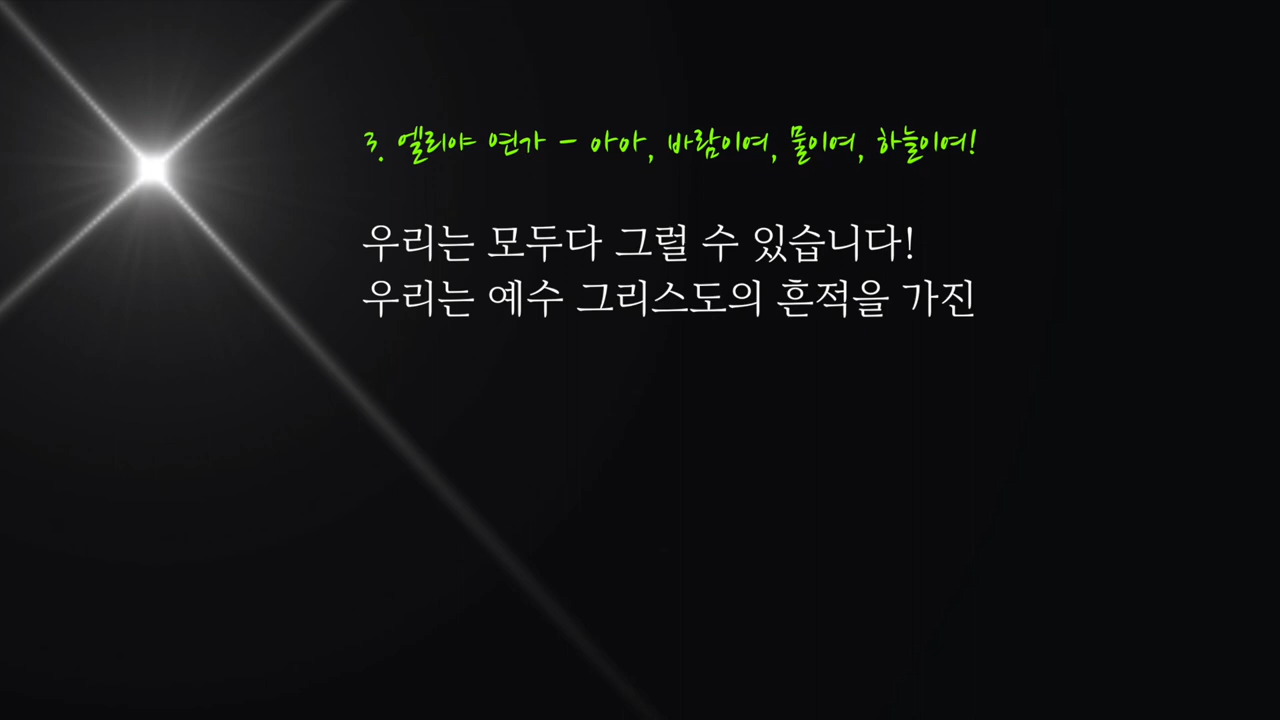 3. 엘리야 연가 - 아아, 바람이여, 물이여, 하늘이여!
우리는 모두다 그럴 수 있습니다!
우리는 예수 그리스도의 흔적을 가진